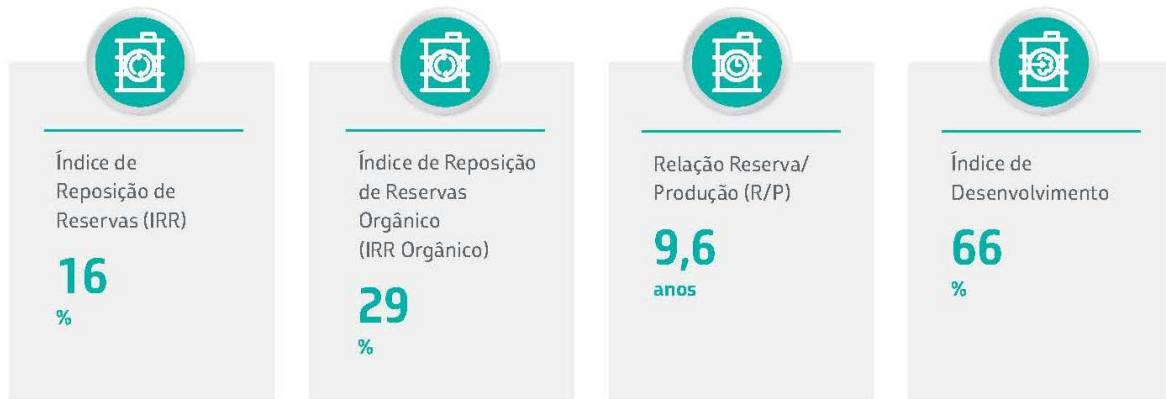 Índice de
Reposição de
Reservas (IRR)
16
%
Índice de Reposição
de Reservas
Orgânico
(IRR Orgânico)
29
%
Relação Reserva/
Produção (R/P)
9,6
anos
Índice de
Desenvolvimento
66
%